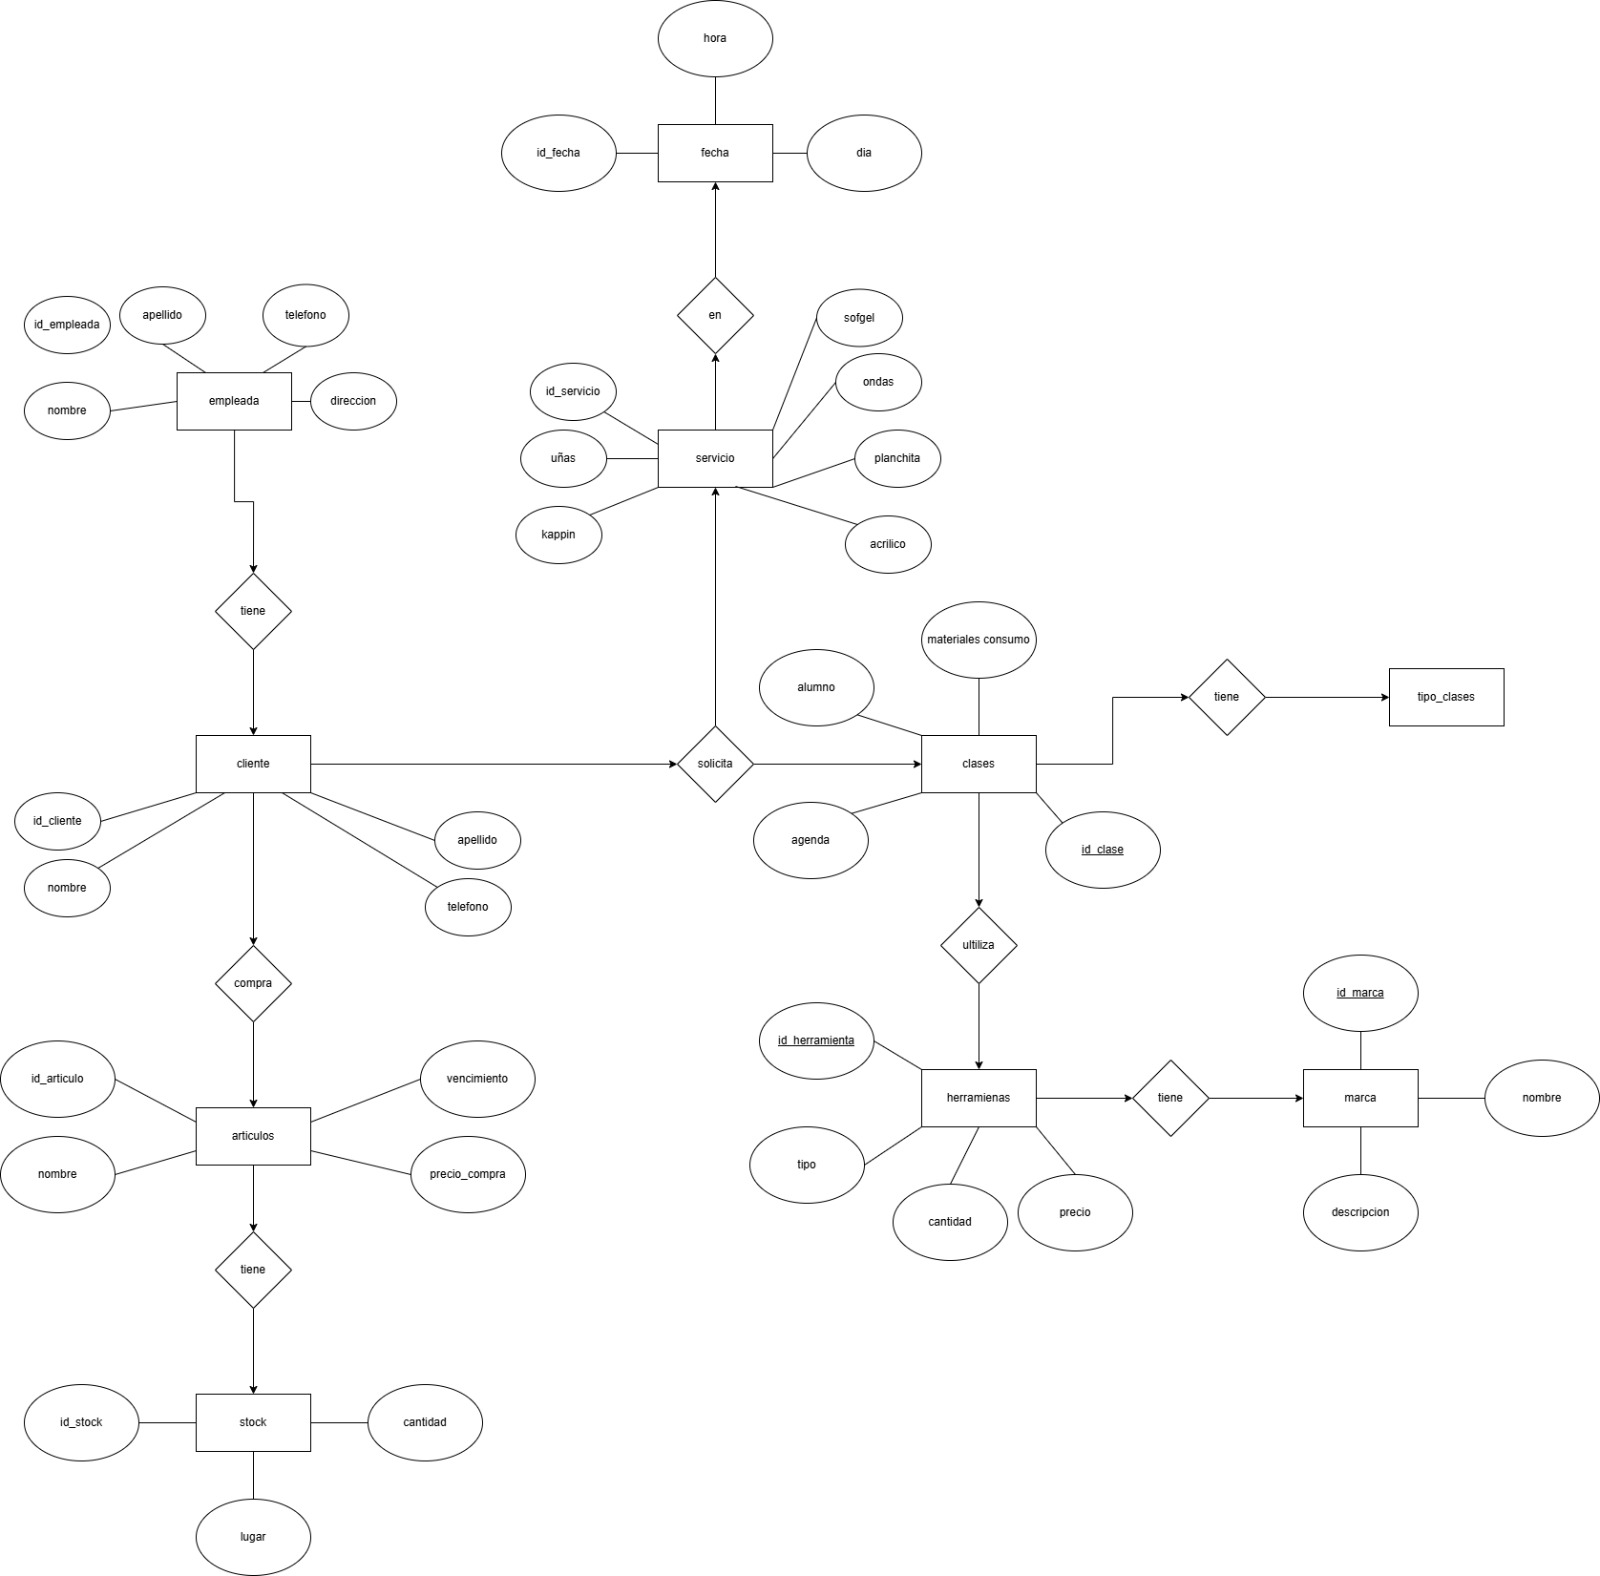 hora
id_fecha
fecha
dia
en
id_empleada
apellido
telefono
nombre
empleada
direccion
sofgel
ondas
id_servicio
uñas
servicio
planchita
kappin
acrilico
tiene
materiales consumo
alumno
tiene
tipo_clases
cliente
solicita
clases
id_cliente
apellido
agenda
id_clase
nombre
telefono
compra
ultiliza
id_marca
id_herramienta
id_articulo
vencimiento
herramienas
tiene
marca
nombre
articulos
nombre
precio_compra
tipo
cantidad
precio
descripcion
tiene
id_stock
stock
cantidad
lugar